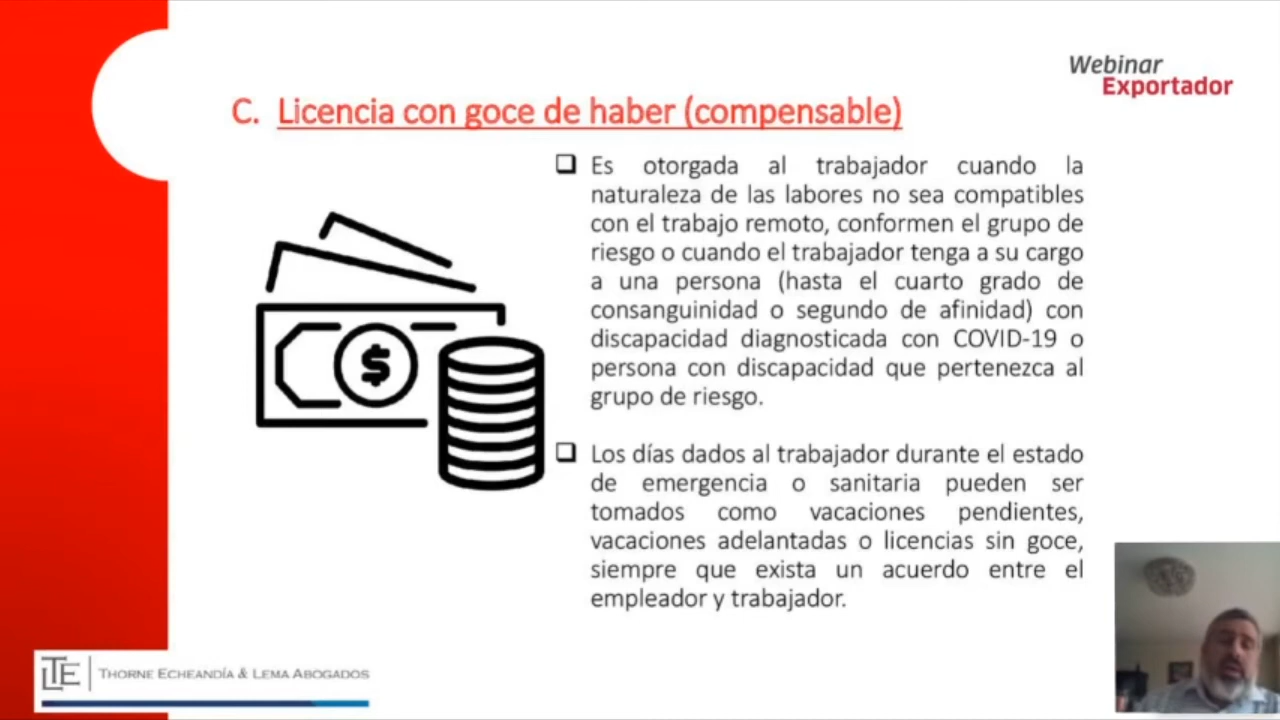 Webinar
Exportador
C. Licencia con goce de haber (compensable)
❑ Es otorgada al trabajador cuando la
naturaleza de las labores no sea compatibles
con el trabajo remoto, conformen el grupo de
riesgo o cuando el trabajador tenga a su cargo
a una persona (hasta el cuarto grado de
consanguinidad o segundo de afinidad) con
discapacidad diagnosticada con COVID-19 o
persona con discapacidad que pertenezca al
grupo de riesgo.
❑ Los días dados al trabajador durante el estado
de emergencia o sanitaria pueden ser
tomados como vacaciones pendientes,
vacaciones adelantadas o licencias sin goce,
siempre que exista un acuerdo entre el
empleador y trabajador.
$
LTE THORNE ECHEANDÍA & LEMA ABOGADOS